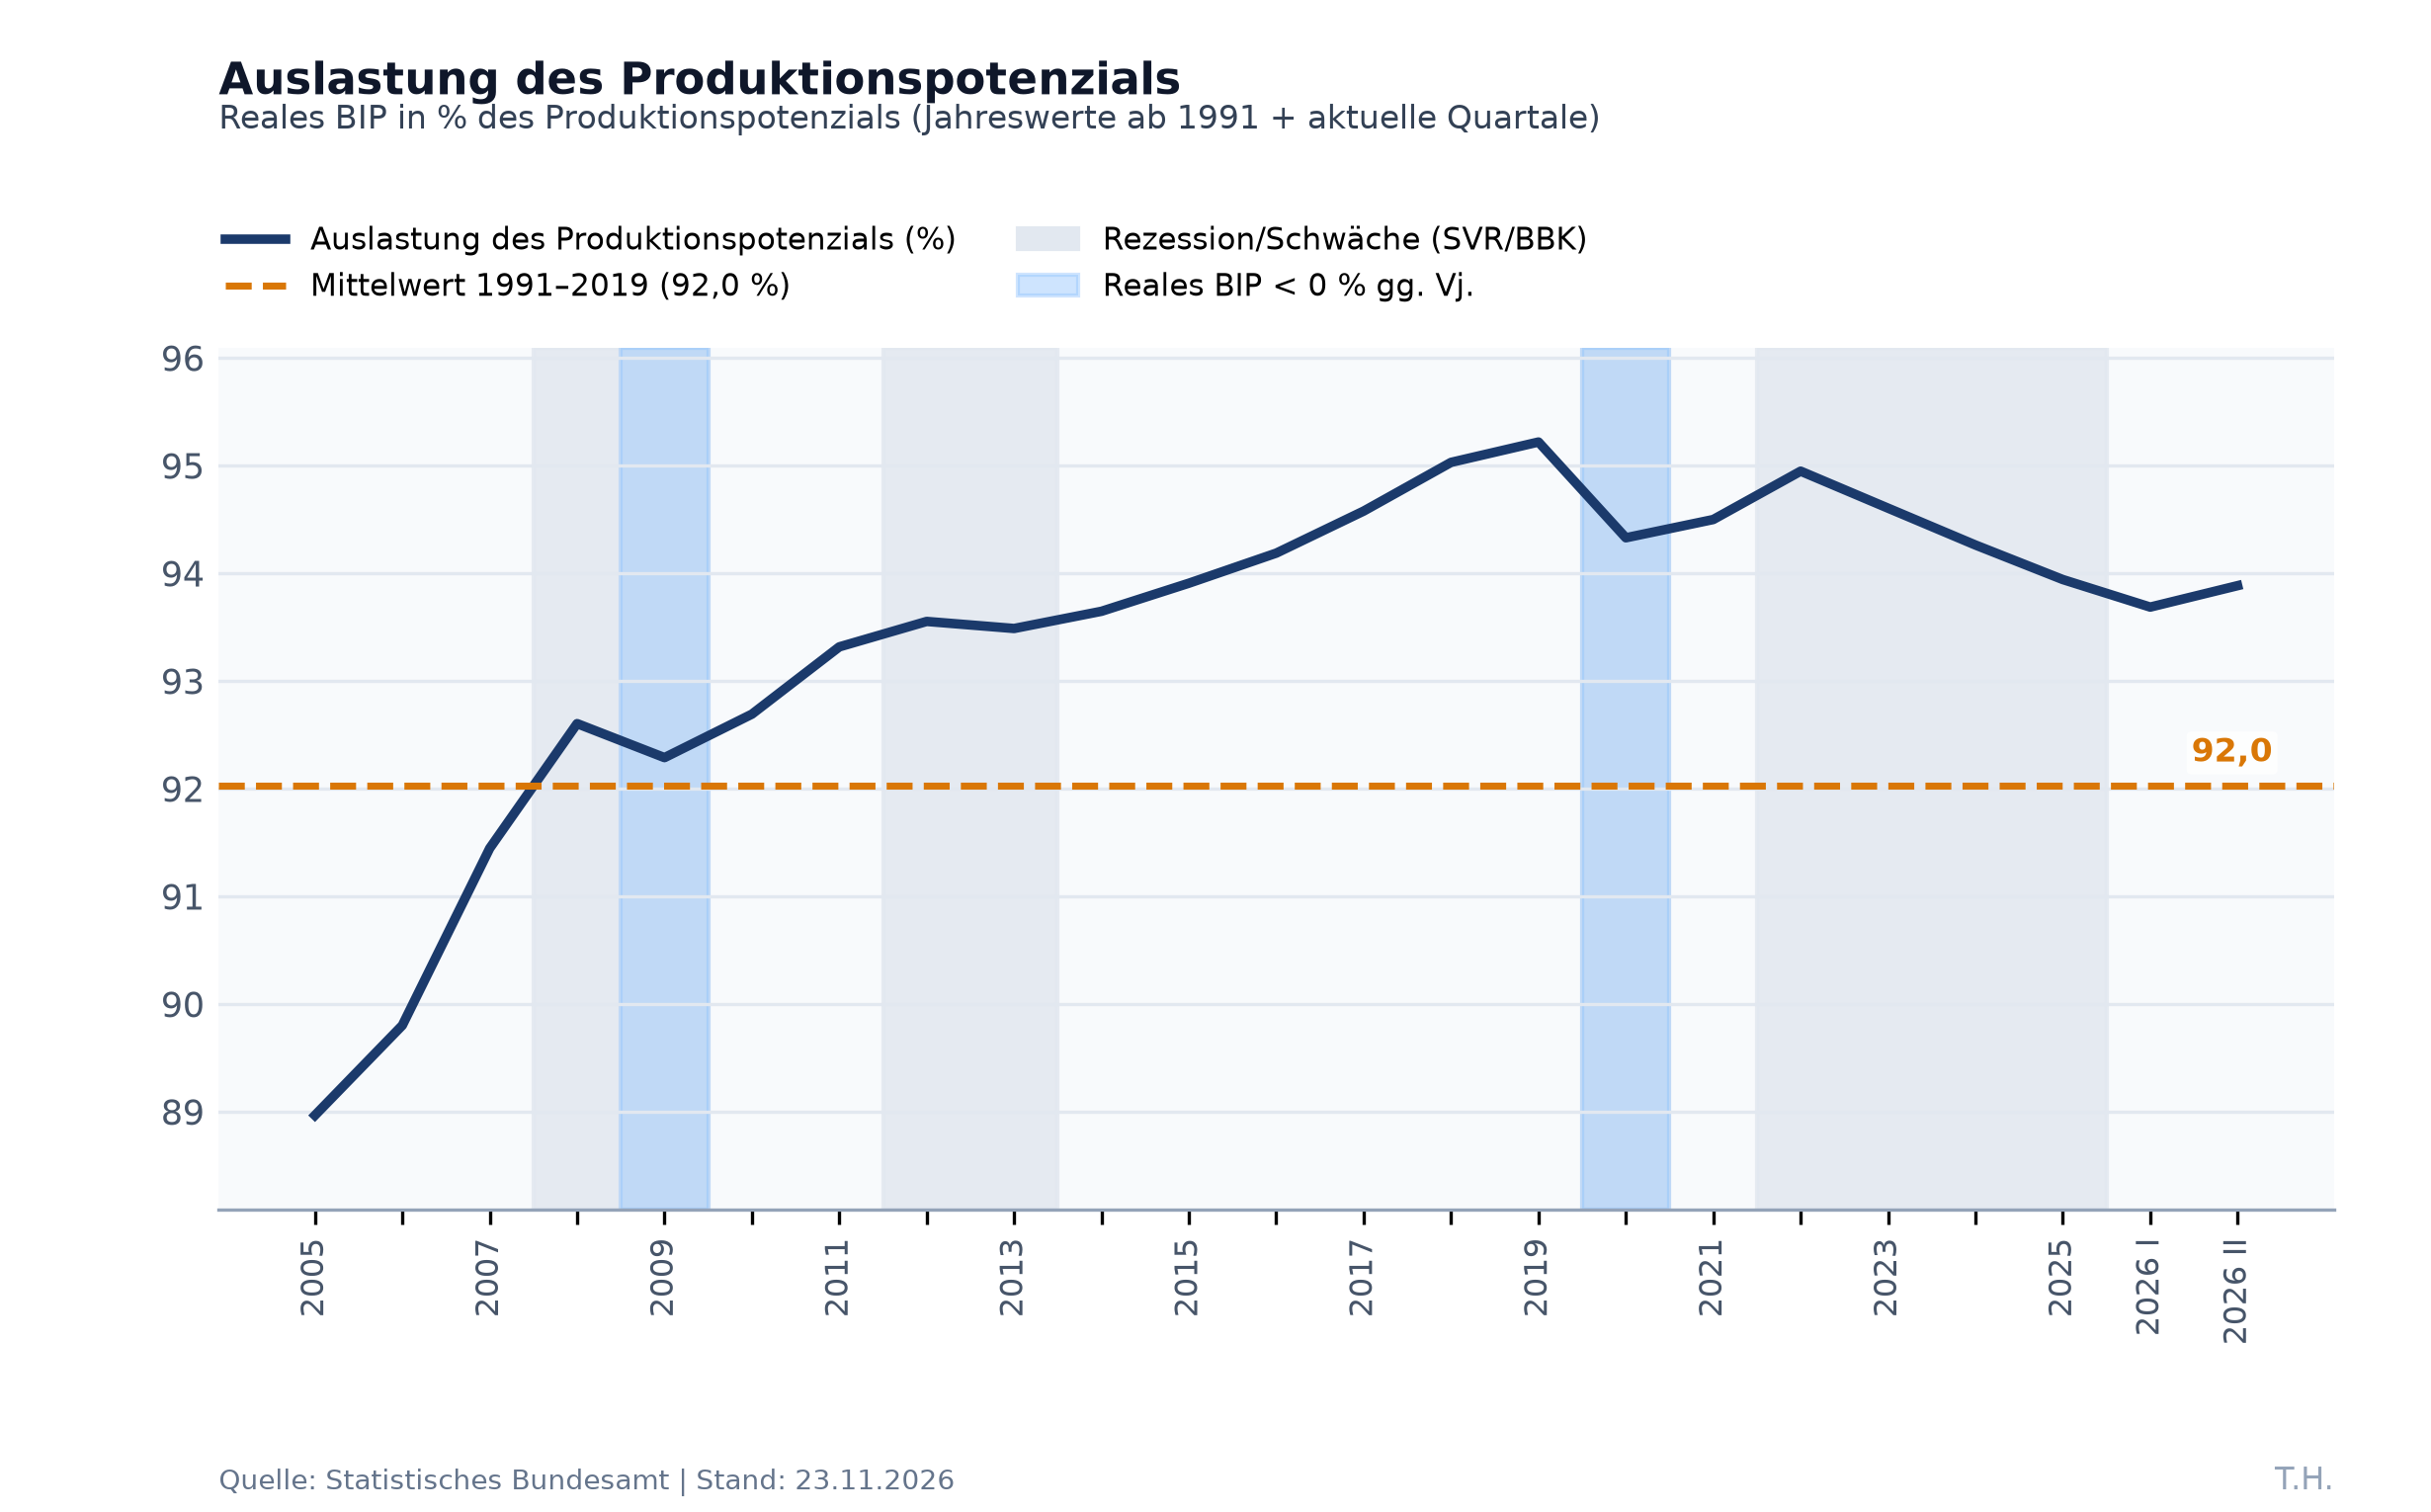 Auslastung des Produktionspotenzials
Reales BIP in % des Produktionspotenzials (Jahreswerte ab 1991 + aktuelle Quartale)
Auslastung des Produktionspotenzials (%)
Mittelwert 1991–2019 (92,0 %)
Rezession/Schwäche (SVR/BBK)
Reales BIP < 0 % gg. Vj.
96
95
94
93
92
91
90
89
92,0
2005
2007
2009
2011
2013
2015
2017
2019
2021
2023
2025
2026 I
2026 II
Quelle: Statistisches Bundesamt | Stand: 23.11.2026
T.H.